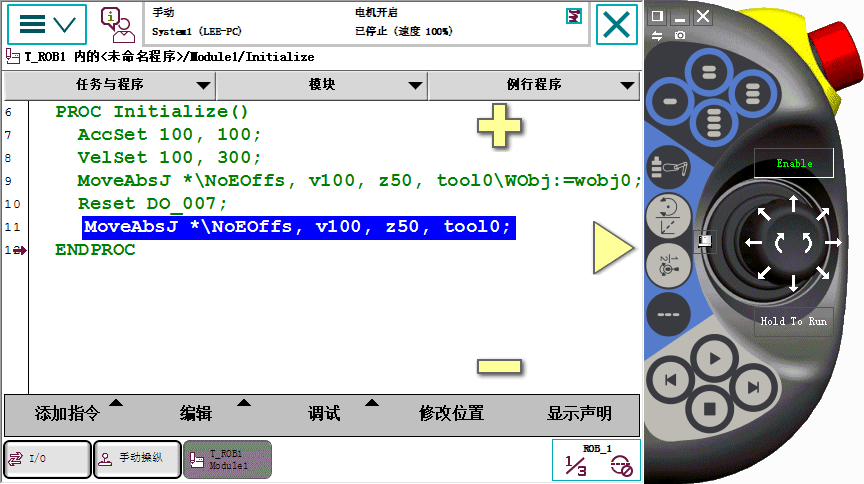 手动
System1 (LEE-PC)
电机开启
已停止 (速度 100%)
T_ROB1 内的<未命名程序>/Module1/Initialize
任务与程序
模块
例行程序
6 PROC Initialize()
7 AccSet 100, 100;
8 VelSet 100, 300;
9 MoveAbsJ *\NoEOffs, v100, z50, tool0\WObj:=wobj0;
10 Reset DO_007;
11 MoveAbsJ *\NoEOffs, v100, z50, tool0;
12 ENDPROC
添加指令
编辑
调试
修改位置
显示声明
I/O
手动操纵
T_ROB1
Module1
ROB_1
1/3
Enable
Hold To Run